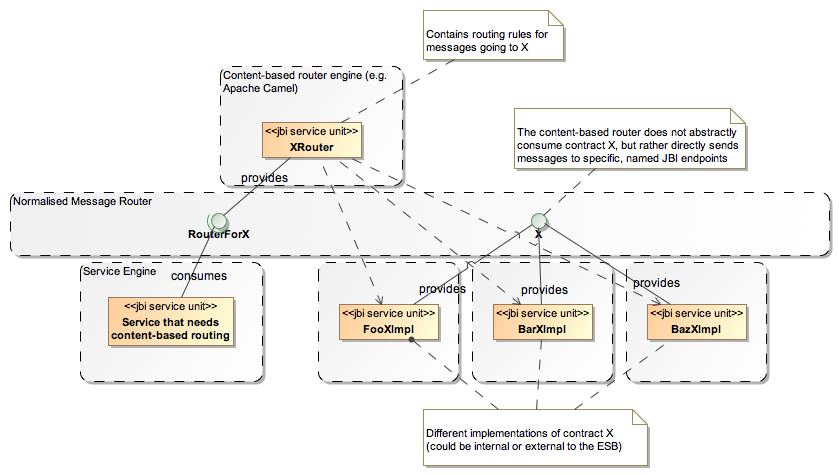 Contains routing rules for
messages going to X
Content-based router engine (e.g.
Apache Camel)
<<jbi service unit>>
XRouter
The content-based router does not abstractly
consume contract X, but rather directly sends
messages to specific, named JBI endpoints
provides
Normalised Message Router
RouterForX
X
Service Engine
consumes
provides
provides
provides
<<jbi service unit>>
Service that needs
content-based routing
<<jbi service unit>>
FooXImpl
<<jbi service unit>>
BarXImpl
<<jbi service unit>>
BazXImpl
Different implementations of contract X
(could be internal or external to the ESB)